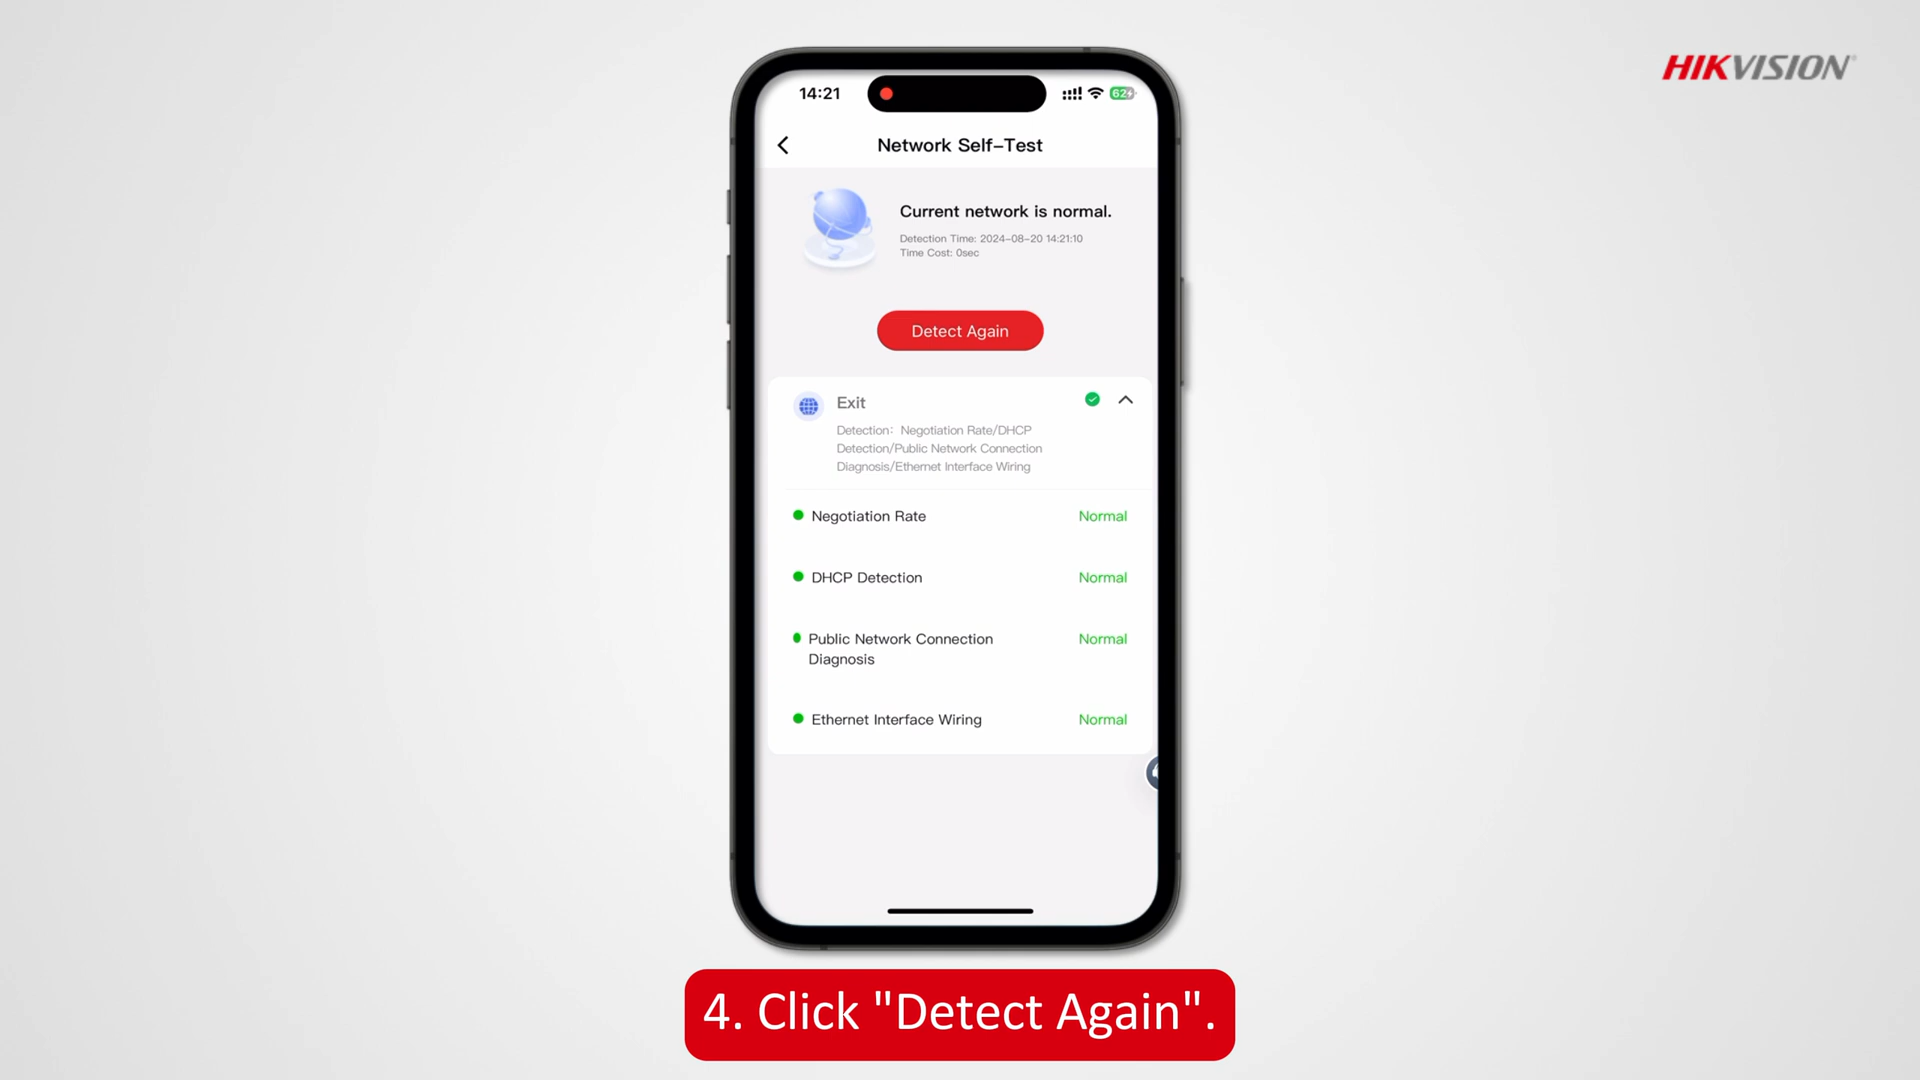 HIKVISION
14:21
62
Network Self-Test
Current network is normal.
Detection Time: 2024-08-20 14:21:10
Time Cost: 0sec
Detect Again
Exit
Detection: Negotiation Rate/DHCP
Detection/Public Network Connection
Diagnosis/Ethernet Interface Wiring
Negotiation Rate Normal
DHCP Detection Normal
Public Network Connection Normal
Diagnosis
Ethernet Interface Wiring Normal
4. Click "Detect Again".